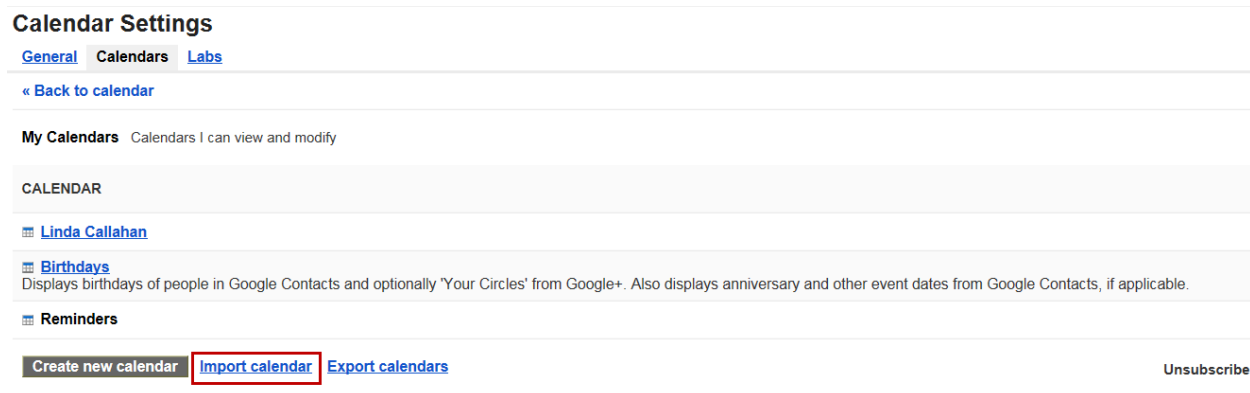 Calendar Settings
General Calendars Labs
« Back to calendar
My Calendars Calendars I can view and modify
CALENDAR
Linda Callahan
Birthdays
Displays birthdays of people in Google Contacts and optionally 'Your Circles' from Google+. Also displays anniversary and other event dates from Google Contacts, if applicable.
Reminders
Create new calendar Import calendar Export calendars Unsubscribe